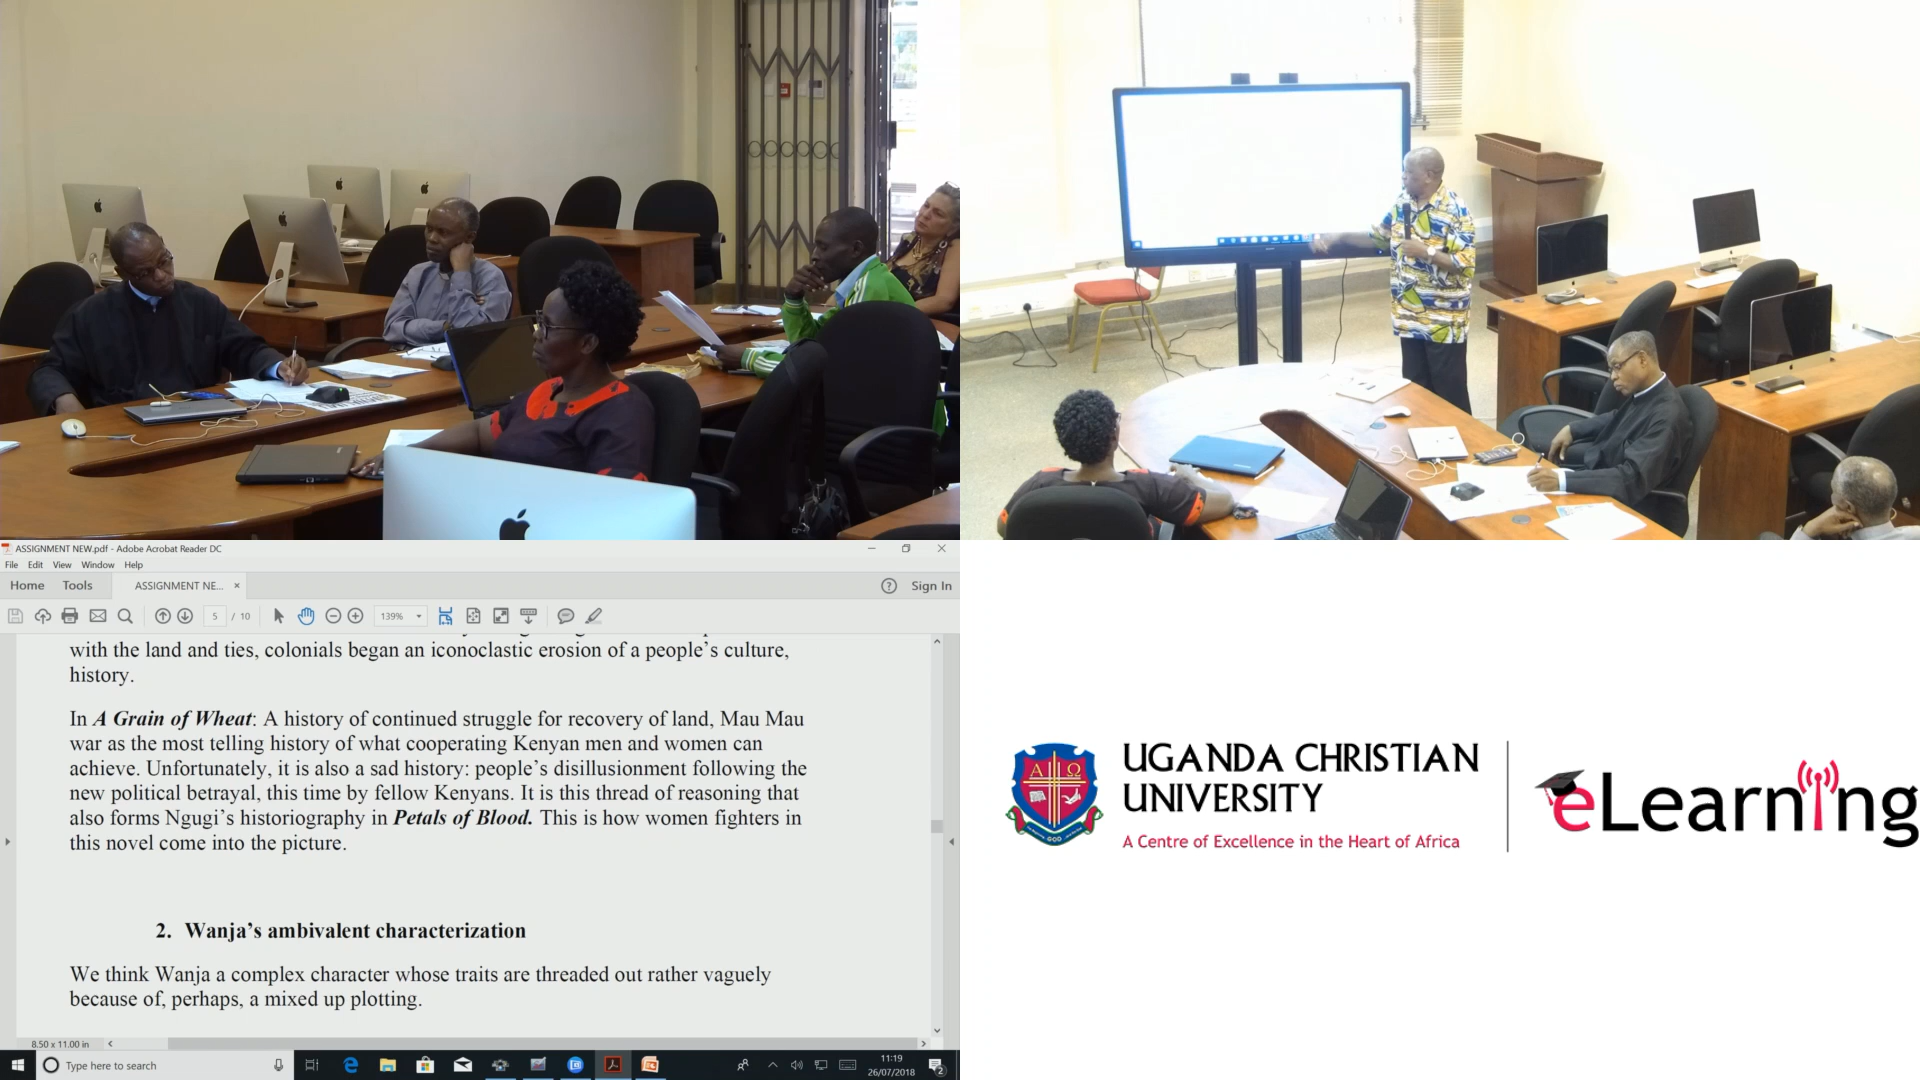 ASSIGNMENT NEW.pdf - Adobe Acrobat Reader DC
File Edit View Window Help
Home Tools ASSIGNMENT NE... × Sign In
5 / 10 139%
with the land and ties, colonials began an iconoclastic erosion of a people's culture,
history.
In A Grain of Wheat: A history of continued struggle for recovery of land, Mau Mau
war as the most telling history of what cooperating Kenyan men and women can
achieve. Unfortunately, it is also a sad history: people's disillusionment following the
new political betrayal, this time by fellow Kenyans. It is this thread of reasoning that
also forms Ngugi's historiography in Petals of Blood. This is how women fighters in
this novel come into the picture.
2. Wanja's ambivalent characterization
We think Wanja a complex character whose traits are threaded out rather vaguely
because of, perhaps, a mixed up plotting.
8.50 x 11.00 in
Type here to search
11:19
26/07/2018
2
A Ω
GOD
UGANDA CHRISTIAN
UNIVERSITY
A Centre of Excellence in the Heart of Africa
eLearning